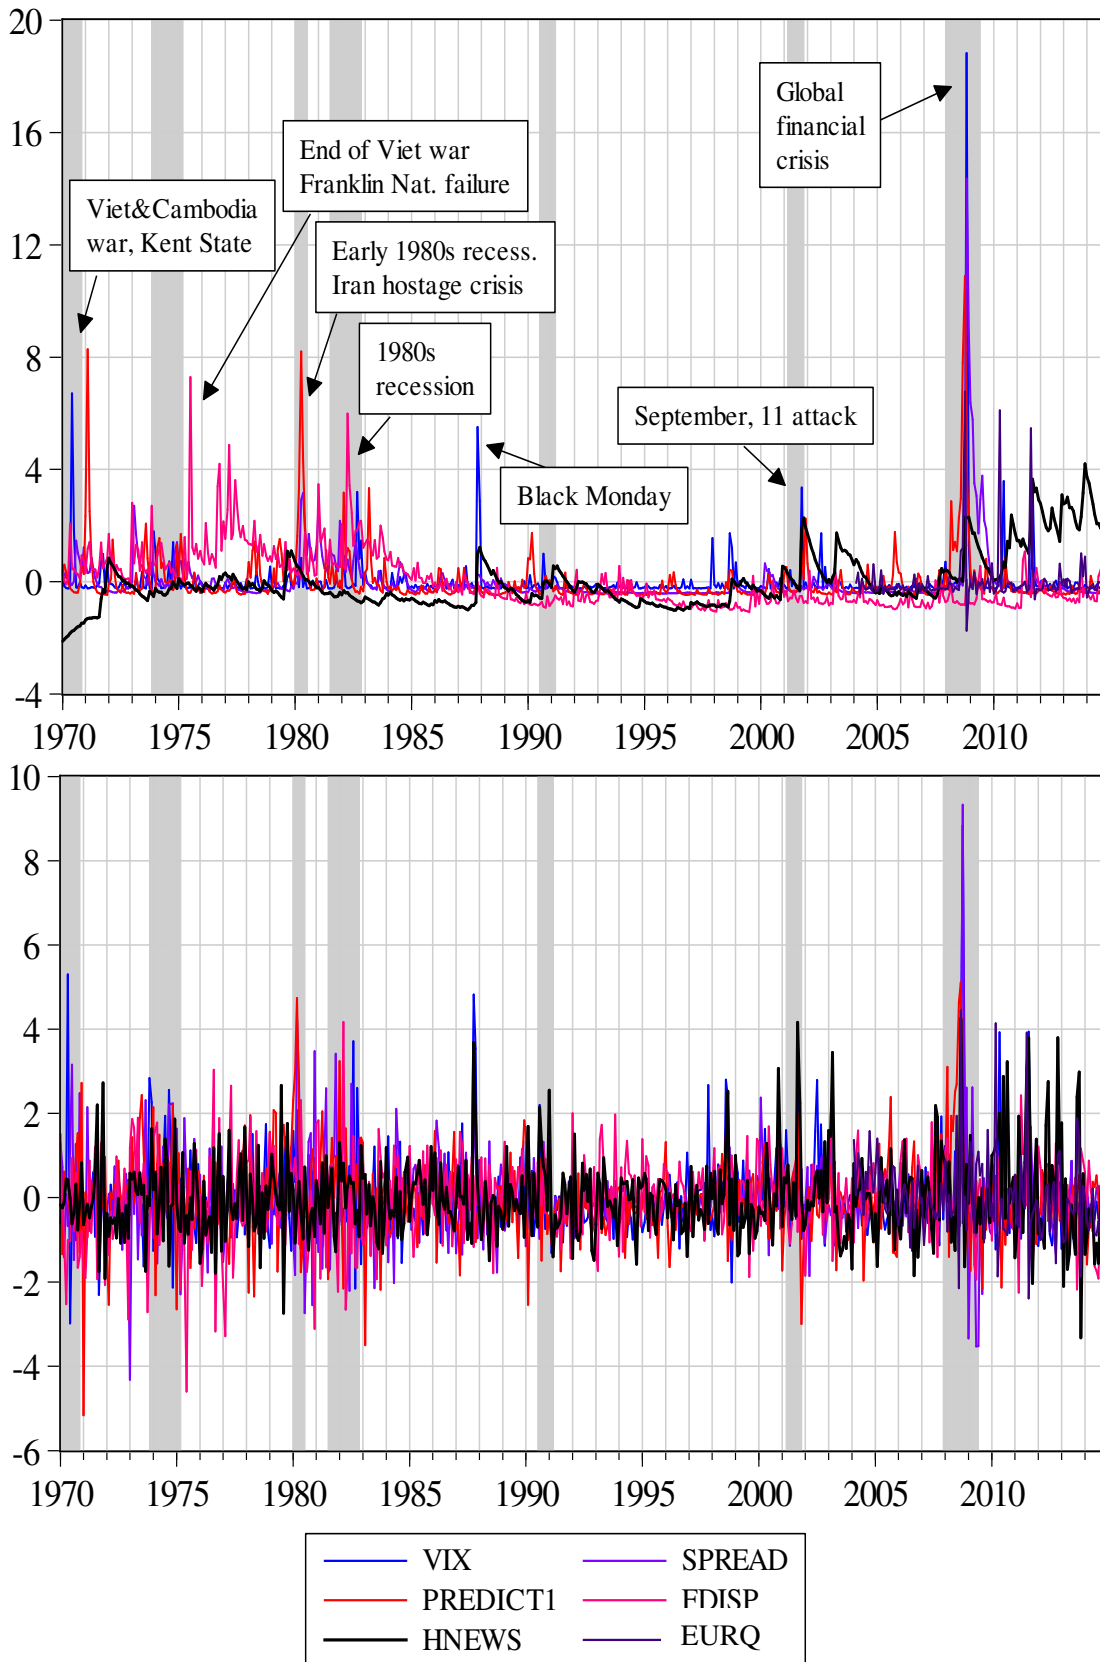 20
16
12
8
4
0
-4
Global
financial
crisis
End of Viet war
Franklin Nat. failure
Viet&Cambodia
war, Kent State
Early 1980s recess.
Iran hostage crisis
1980s
recession
September, 11 attack
Black Monday
1970 1975 1980 1985 1990 1995 2000 2005 2010
10
8
6
4
2
0
-2
-4
-6
1970 1975 1980 1985 1990 1995 2000 2005 2010
VIX SPREAD
PREDICT1 FDISP
HNEWS EURQ